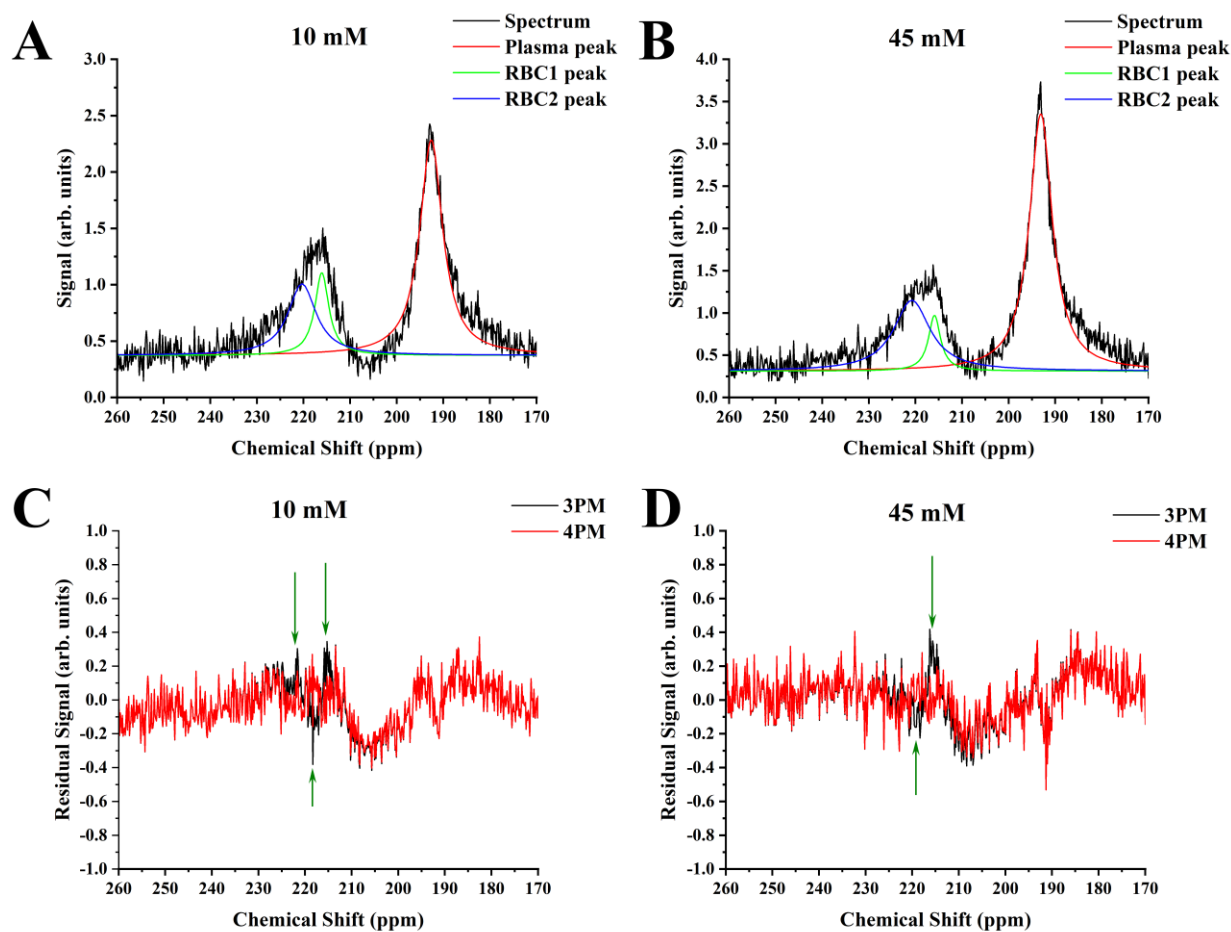 A
10 mM
Spectrum
Plasma peak
RBC1 peak
RBC2 peak
3.0
2.5
2.0
1.5
1.0
0.5
0.0
Signal (arb. units)
260 250 240 230 220 210 200 190 180 170
Chemical Shift (ppm)
B
45 mM
Spectrum
Plasma peak
RBC1 peak
RBC2 peak
4.0
3.5
3.0
2.5
2.0
1.5
1.0
0.5
0.0
Signal (arb. units)
260 250 240 230 220 210 200 190 180 170
Chemical Shift (ppm)
C
10 mM
3PM
4PM
1.0
0.8
0.6
0.4
0.2
0.0
-0.2
-0.4
-0.6
-0.8
-1.0
Residual Signal (arb. units)
260 250 240 230 220 210 200 190 180 170
Chemical Shift (ppm)
D
45 mM
3PM
4PM
1.0
0.8
0.6
0.4
0.2
0.0
-0.2
-0.4
-0.6
-0.8
-1.0
Residual Signal (arb. units)
260 250 240 230 220 210 200 190 180 170
Chemical Shift (ppm)